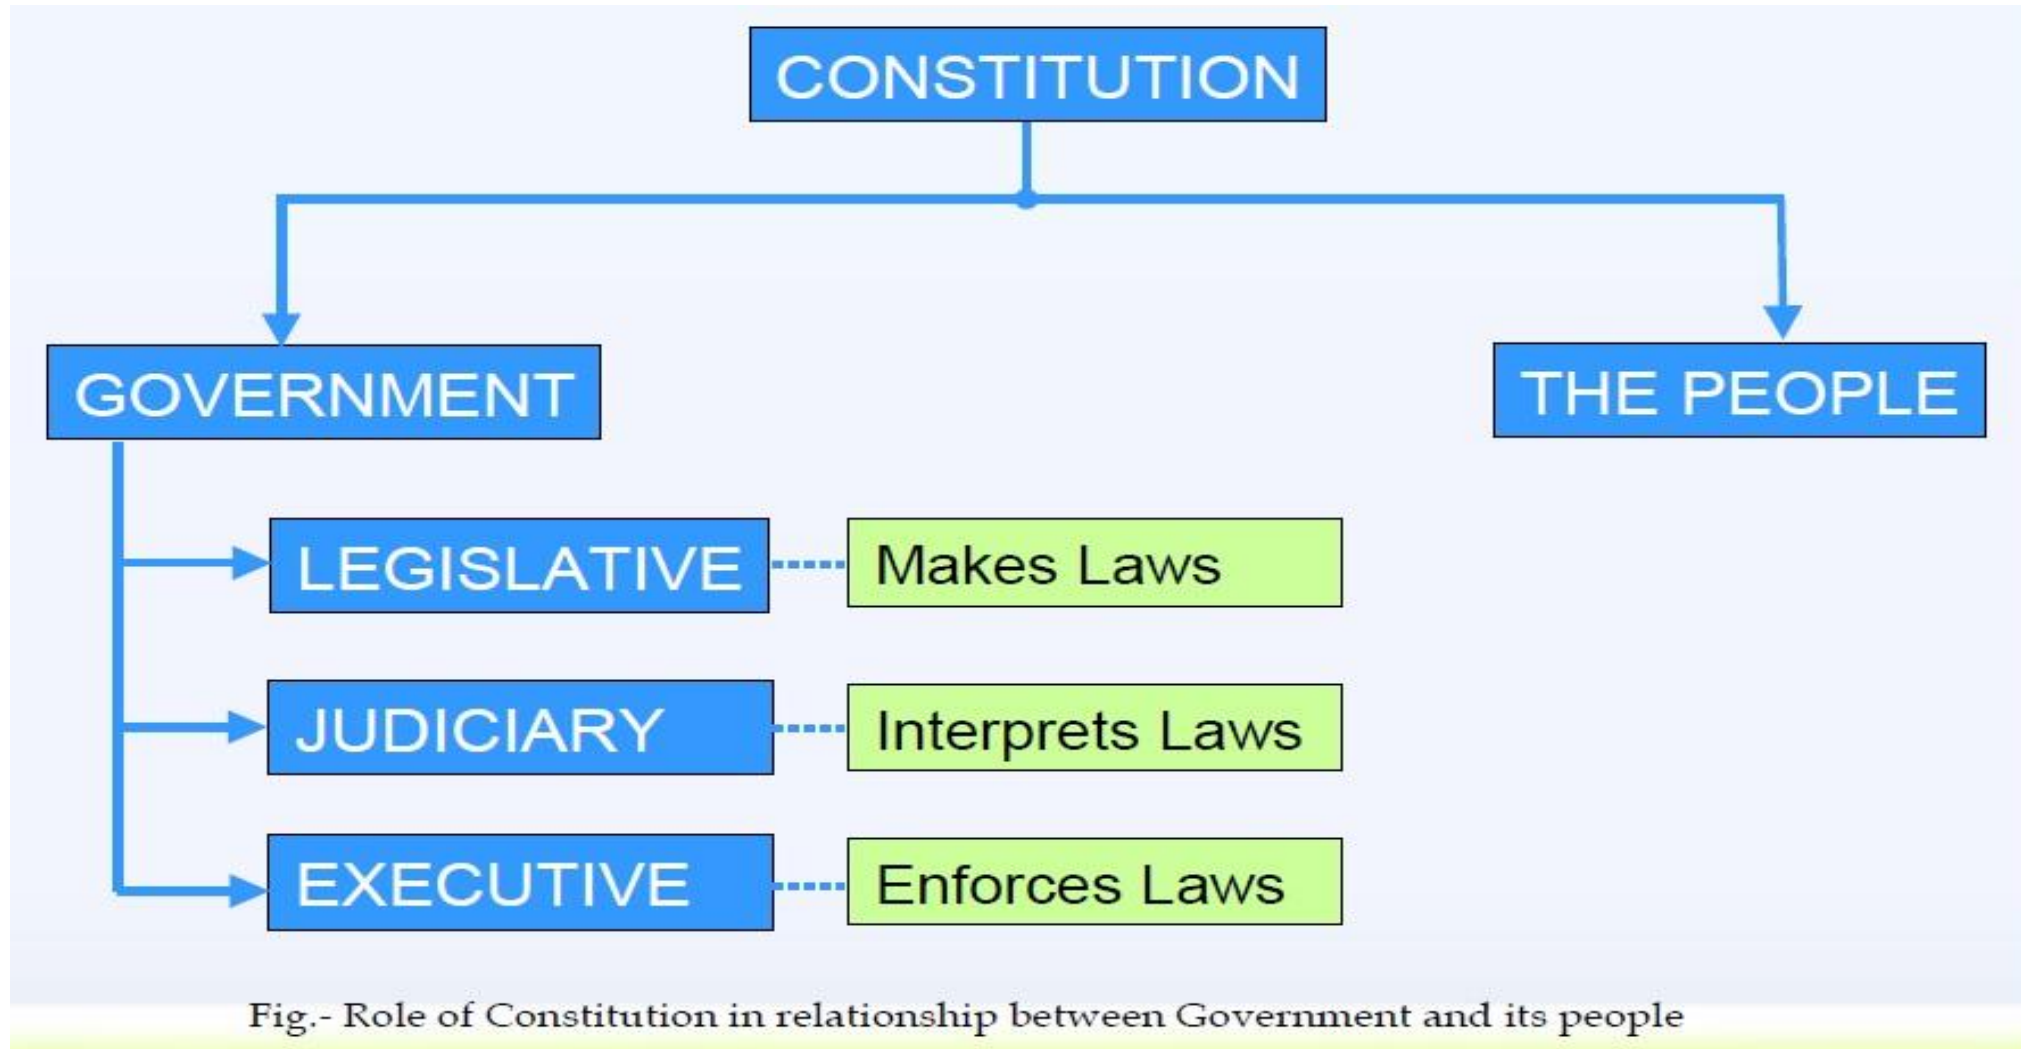 CONSTITUTION
GOVERNMENT
THE PEOPLE
LEGISLATIVE
Makes Laws
JUDICIARY
Interprets Laws
EXECUTIVE
Enforces Laws
Fig.- Role of Constitution in relationship between Government and its people